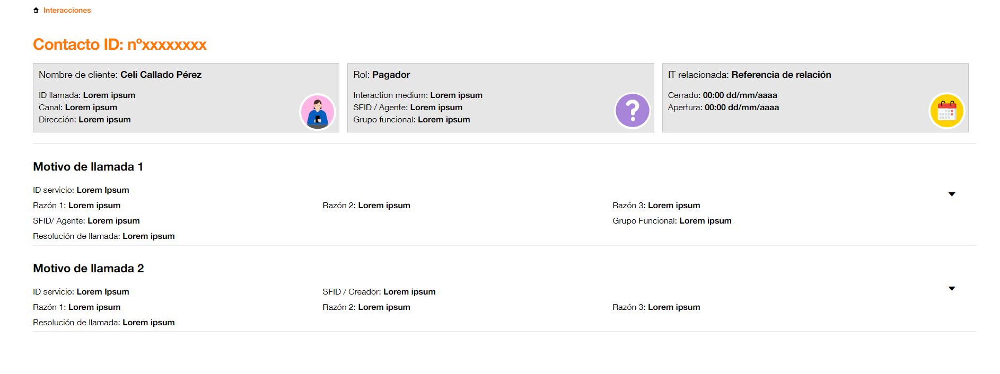 Interacciones
Contacto ID: nºxxxxxxxx
Nombre de cliente: Celi Callado Pérez
ID llamada: Lorem ipsum
Canal: Lorem ipsum
Dirección: Lorem ipsum
Rol: Pagador
Interaction medium: Lorem ipsum
SFID / Agente: Lorem ipsum
Grupo funcional: Lorem ipsum
IT relacionada: Referencia de relación
Cerrado: 00:00 dd/mm/aaaa
Apertura: 00:00 dd/mm/aaaa
Motivo de llamada 1
ID servicio: Lorem Ipsum
Razón 1: Lorem ipsum Razón 2: Lorem ipsum Razón 3: Lorem ipsum
SFID/ Agente: Lorem ipsum Grupo Funcional: Lorem ipsum
Resolución de llamada: Lorem ipsum
Motivo de llamada 2
ID servicio: Lorem Ipsum SFID / Creador: Lorem ipsum
Razón 1: Lorem ipsum Razón 2: Lorem ipsum Razón 3: Lorem ipsum
Resolución de llamada: Lorem ipsum